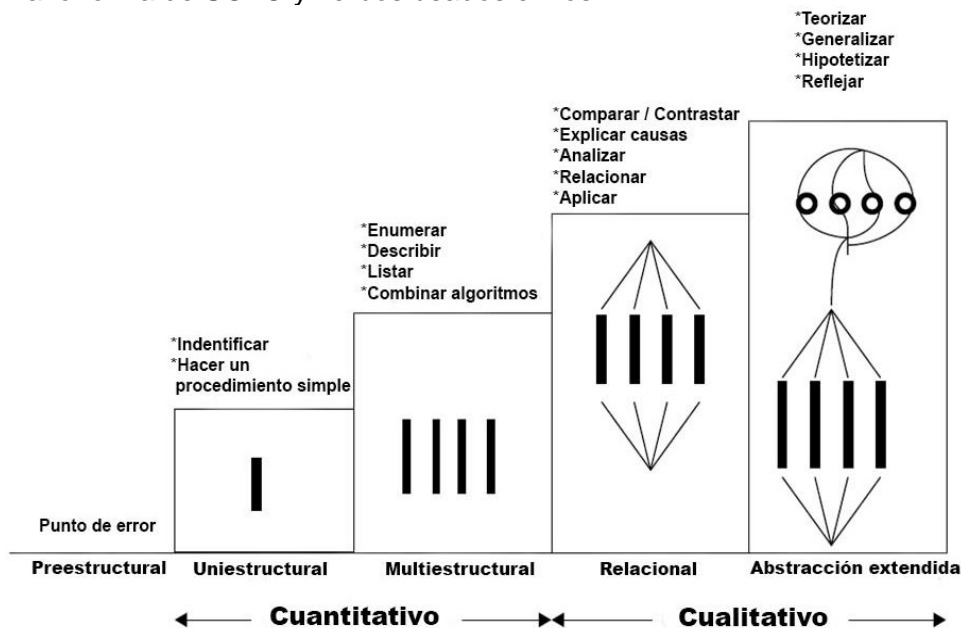 *Teorizar
*Generalizar
*Hipotetizar
*Reflejar
*Comparar / Contrastar
*Explicar causas
*Analizar
*Relacionar
*Aplicar
*Enumerar
*Describir
*Listar
*Combinar algoritmos
*Indentificar
*Hacer un
procedimiento simple
Punto de error
Preestructural
Uniestructural
Multiestructural
Relacional
Abstracción extendida
Cuantitativo
Cualitativo